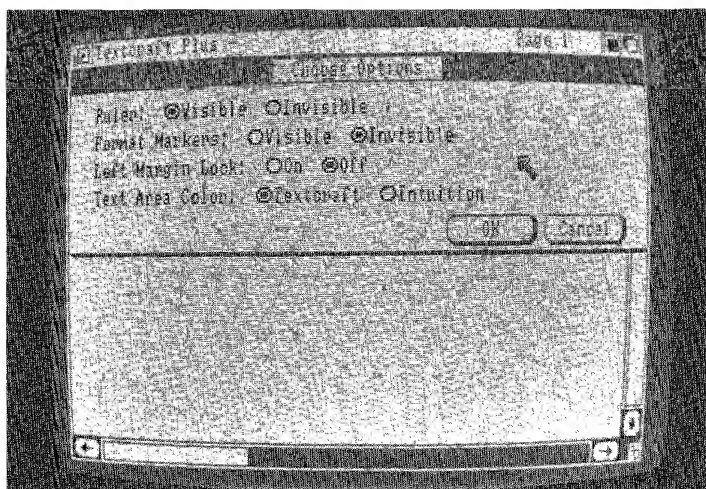 Textcraft Plus Page 1
Choose Options
Ruler: Visible Invisible
Format Markers: Visible Invisible
Left Margin Lock: On Off
Text Area Color: Textcraft Intuition
OK Cancel